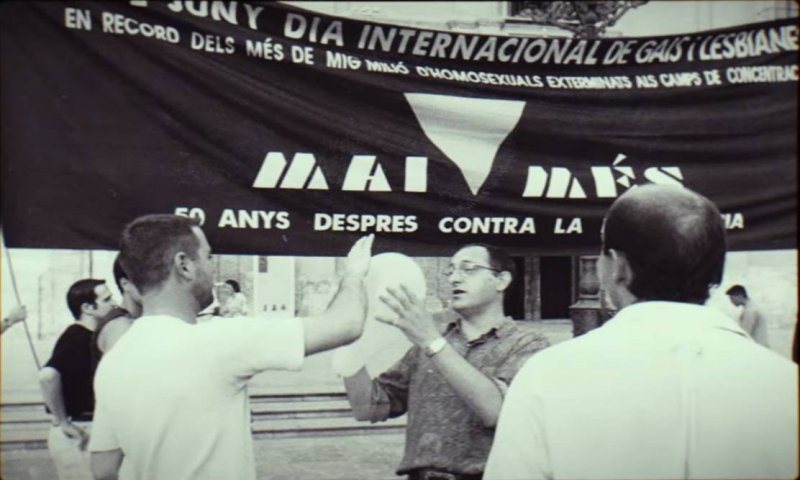 JUNY DIA INTERNACIONAL DE GAIS I LESBIANE
EN RECORD DELS MÉS DE MIG MILIÓ D'HOMOSEXUALS EXTERMINATS ALS CAMPS DE CONCENTRAC
MAI MÉS
50 ANYS DESPRES CONTRA LA